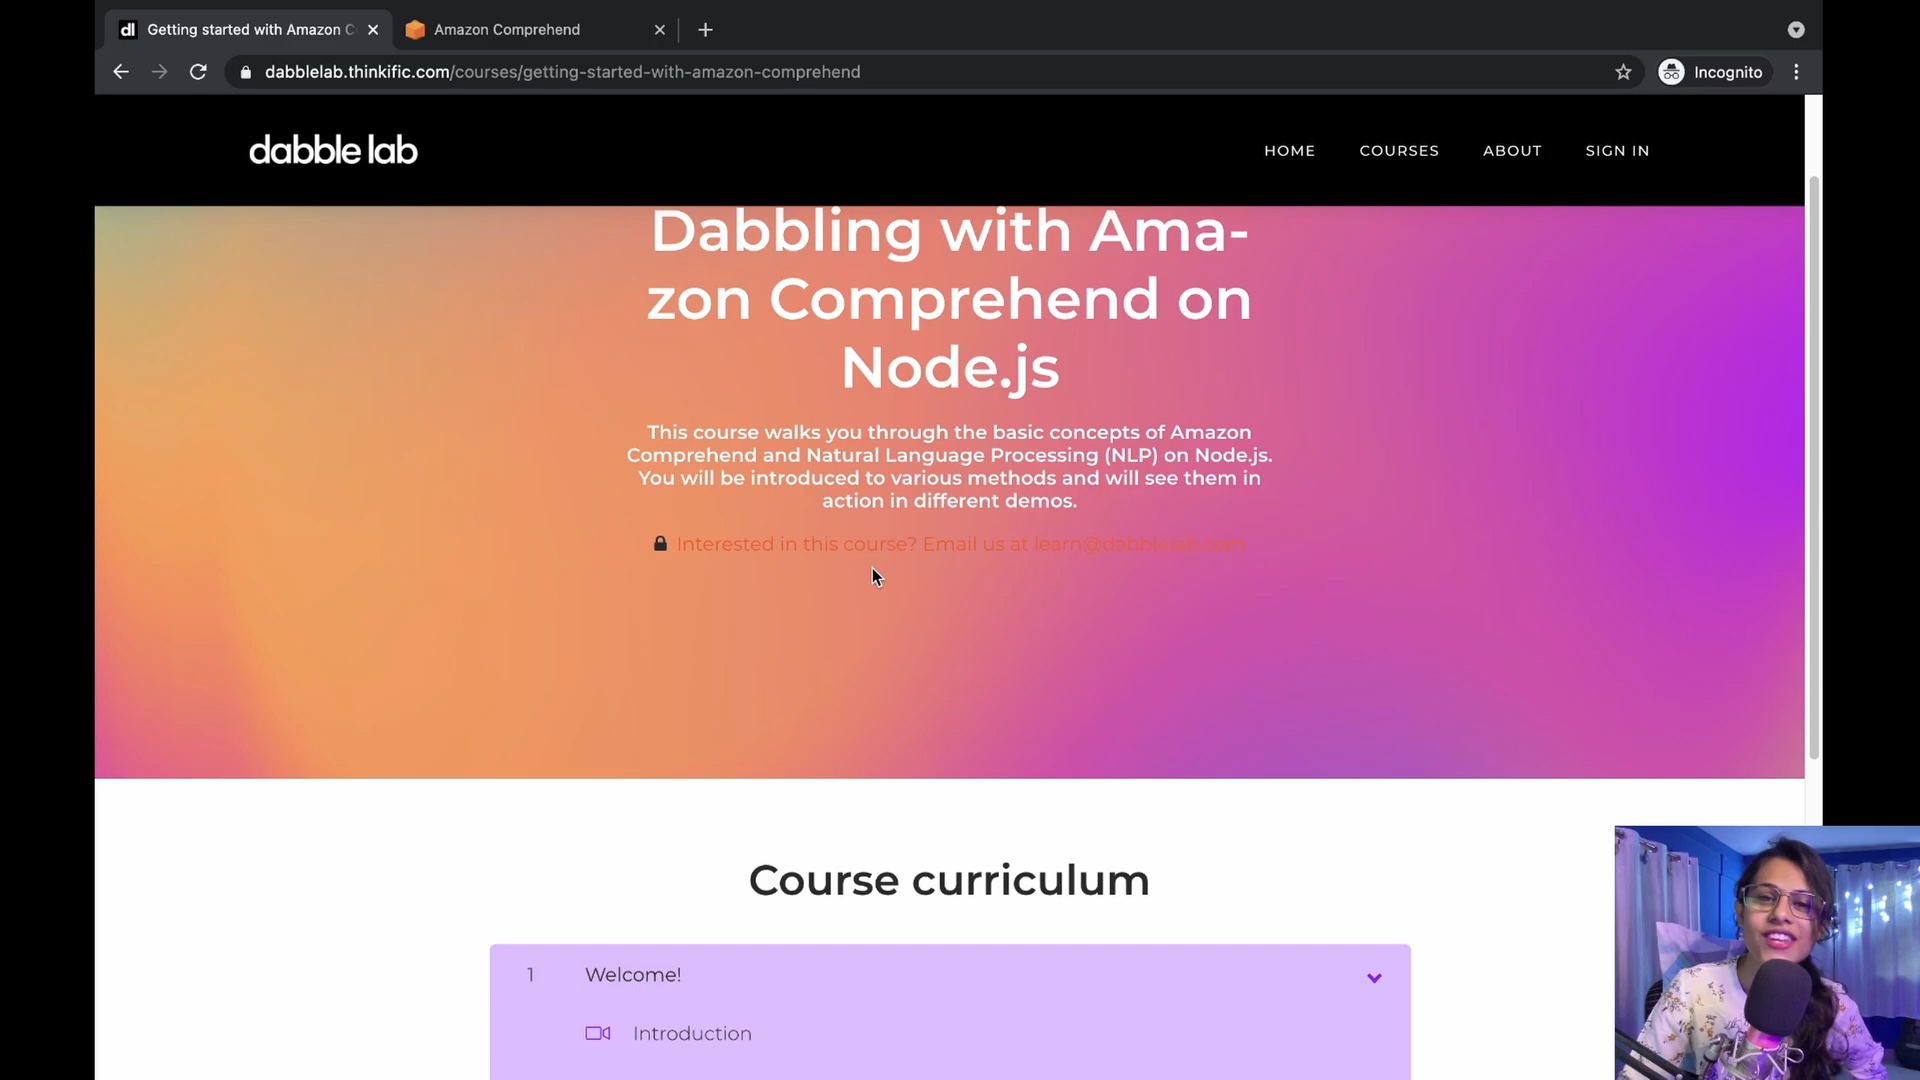 dl Getting started with Amazon C
Amazon Comprehend
dabblelab.thinkific.com/courses/getting-started-with-amazon-comprehend
Incognito
dabble lab
HOME COURSES ABOUT SIGN IN
Dabbling with Ama-
zon Comprehend on
Node.js
This course walks you through the basic concepts of Amazon
Comprehend and Natural Language Processing (NLP) on Node.js.
You will be introduced to various methods and will see them in
action in different demos.
Interested in this course? Email us at learn@dabblelab.com
Course curriculum
1 Welcome!
Introduction